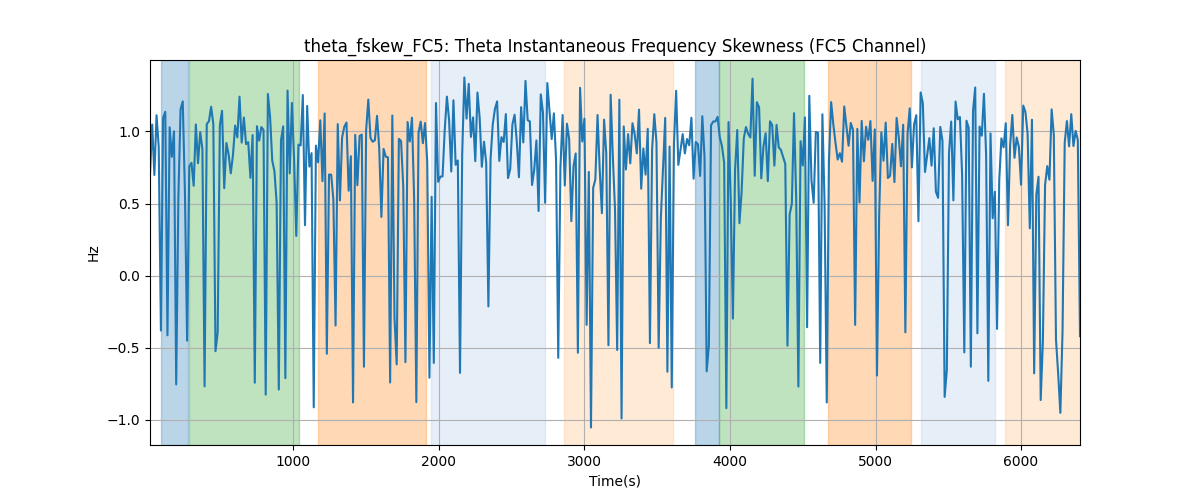 theta_fskew_FC5: Theta Instantaneous Frequency Skewness (FC5 Channel)
1.0
0.5
0.0
−0.5
−1.0
Hz
1000 2000 3000 4000 5000 6000
Time(s)